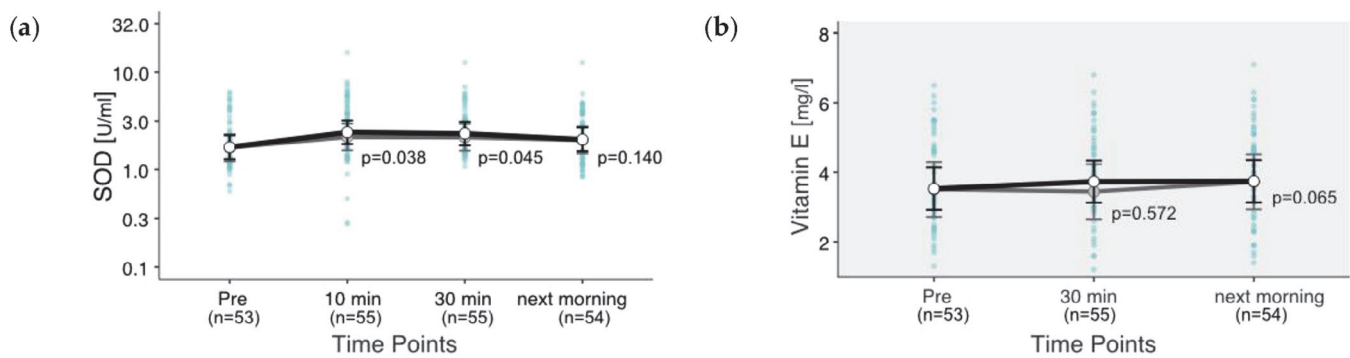 (a)
SOD [U/ml]
32.0
10.0
3.0
1.0
0.3
0.1
p=0.038
p=0.045
p=0.140
Pre
10 min
30 min
next morning
(n=53)
(n=55)
(n=55)
(n=54)
Time Points
(b)
Vitamin E [mg/l]
8
6
4
2
p=0.572
p=0.065
Pre
30 min
next morning
(n=53)
(n=55)
(n=54)
Time Points